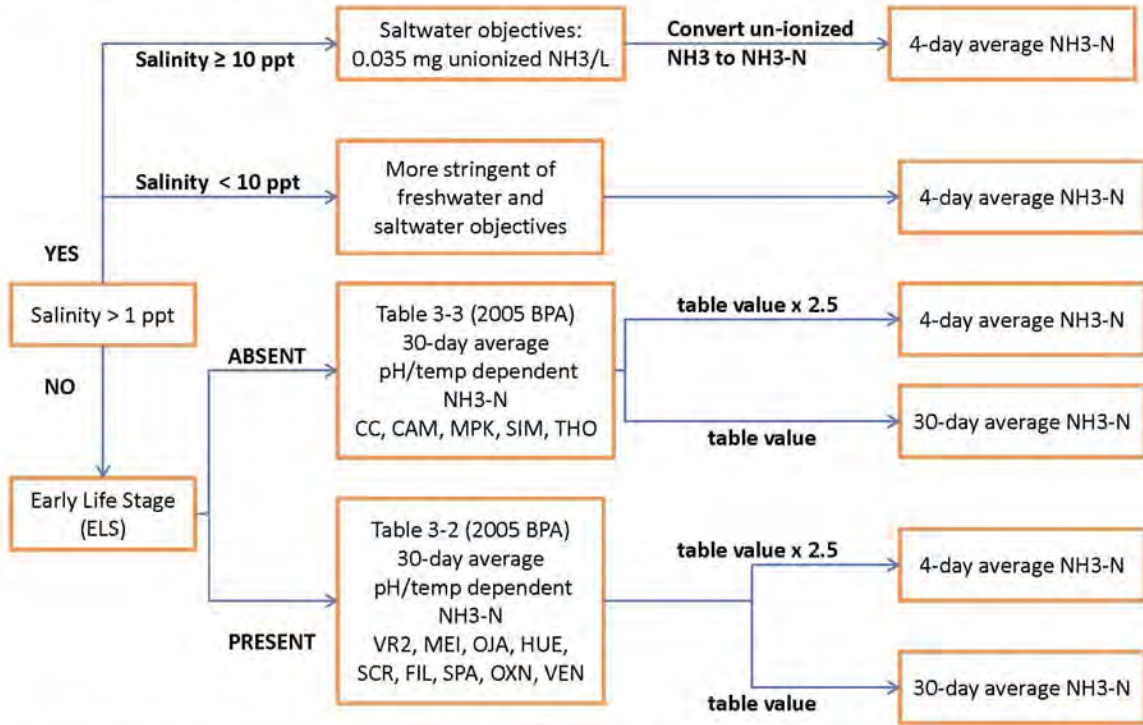 Salinity ≥ 10 ppt
Saltwater objectives:
0.035 mg unionized NH3/L
Convert un-ionized
NH3 to NH3-N
4-day average NH3-N
Salinity < 10 ppt
More stringent of
freshwater and
saltwater objectives
4-day average NH3-N
YES
Salinity > 1 ppt
NO
Early Life Stage
(ELS)
ABSENT
Table 3-3 (2005 BPA)
30-day average
pH/temp dependent
NH3-N
CC, CAM, MPK, SIM, THO
table value x 2.5
4-day average NH3-N
table value
30-day average NH3-N
PRESENT
Table 3-2 (2005 BPA)
30-day average
pH/temp dependent
NH3-N
VR2, MEI, OJA, HUE,
SCR, FIL, SPA, OXN, VEN
table value x 2.5
4-day average NH3-N
table value
30-day average NH3-N